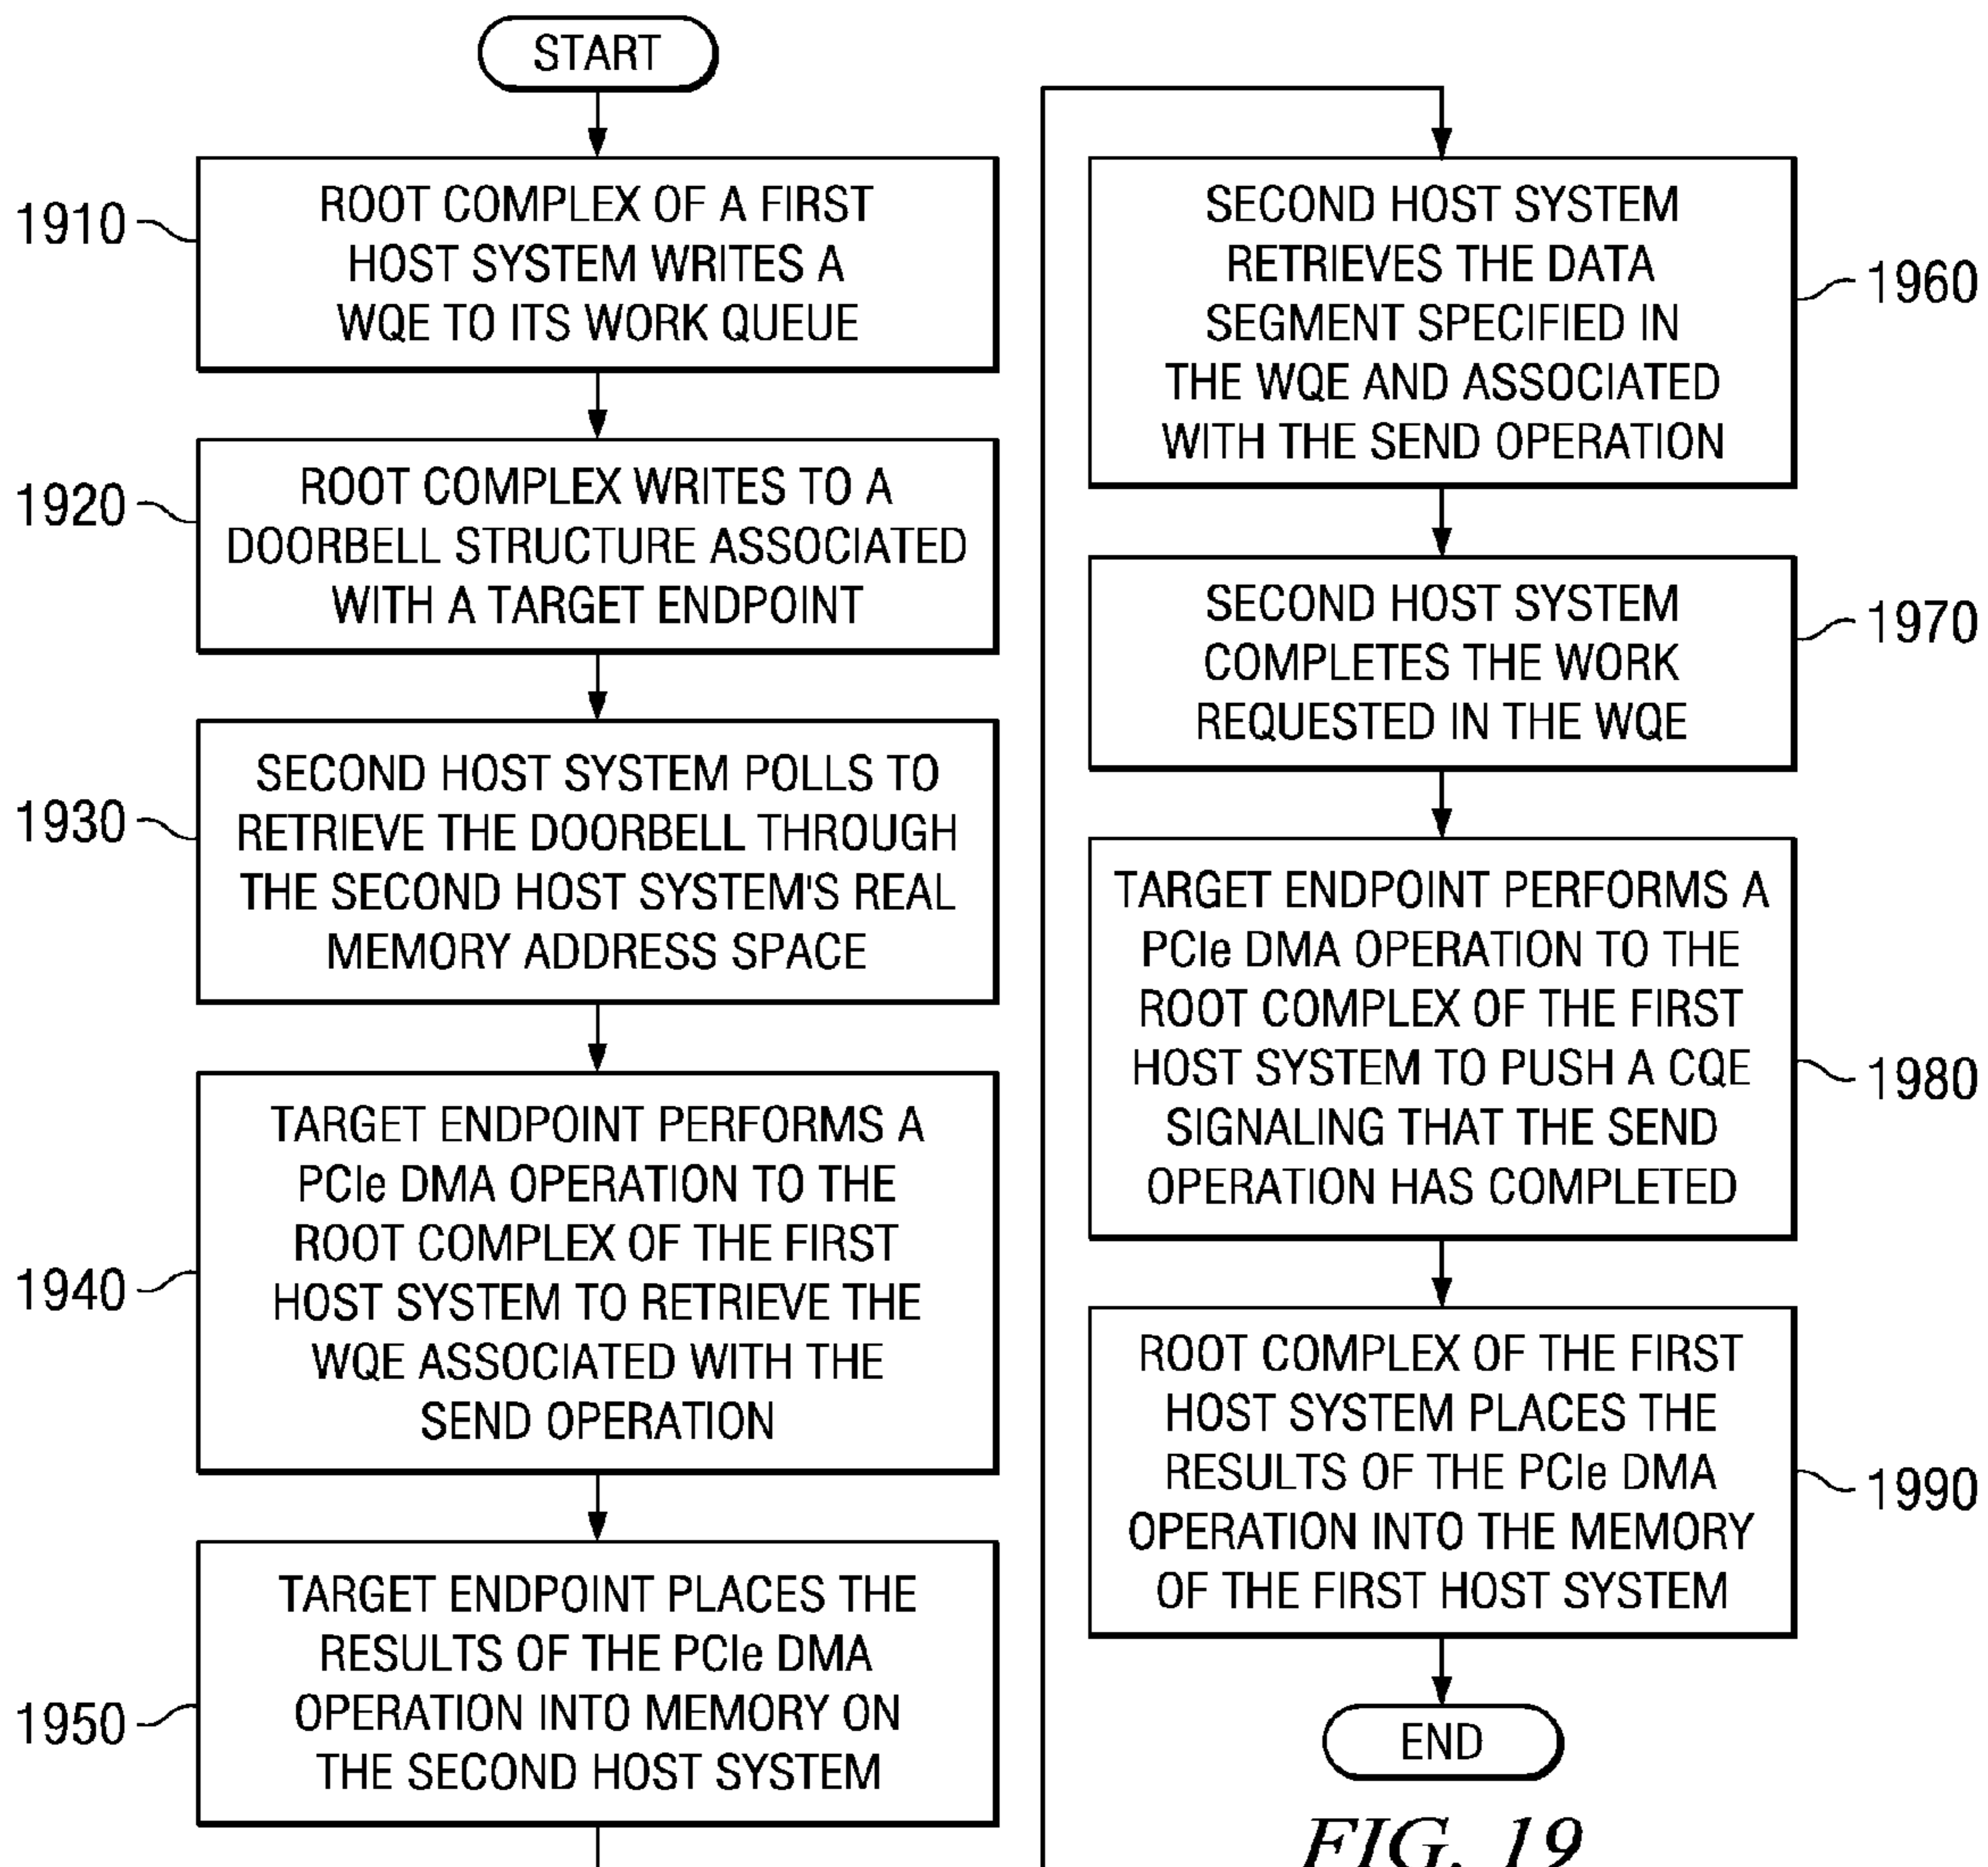 START
1910
ROOT COMPLEX OF A FIRST
HOST SYSTEM WRITES A
WQE TO ITS WORK QUEUE
1920
ROOT COMPLEX WRITES TO A
DOORBELL STRUCTURE ASSOCIATED
WITH A TARGET ENDPOINT
1930
SECOND HOST SYSTEM POLLS TO
RETRIEVE THE DOORBELL THROUGH
THE SECOND HOST SYSTEM'S REAL
MEMORY ADDRESS SPACE
1940
TARGET ENDPOINT PERFORMS A
PCIe DMA OPERATION TO THE
ROOT COMPLEX OF THE FIRST
HOST SYSTEM TO RETRIEVE THE
WQE ASSOCIATED WITH THE
SEND OPERATION
1950
TARGET ENDPOINT PLACES THE
RESULTS OF THE PCIe DMA
OPERATION INTO MEMORY ON
THE SECOND HOST SYSTEM
SECOND HOST SYSTEM
RETRIEVES THE DATA
SEGMENT SPECIFIED IN
THE WQE AND ASSOCIATED
WITH THE SEND OPERATION
1960
SECOND HOST SYSTEM
COMPLETES THE WORK
REQUESTED IN THE WQE
1970
TARGET ENDPOINT PERFORMS A
PCIe DMA OPERATION TO THE
ROOT COMPLEX OF THE FIRST
HOST SYSTEM TO PUSH A CQE
SIGNALING THAT THE SEND
OPERATION HAS COMPLETED
1980
ROOT COMPLEX OF THE FIRST
HOST SYSTEM PLACES THE
RESULTS OF THE PCIe DMA
OPERATION INTO THE MEMORY
OF THE FIRST HOST SYSTEM
1990
END
FIG. 19